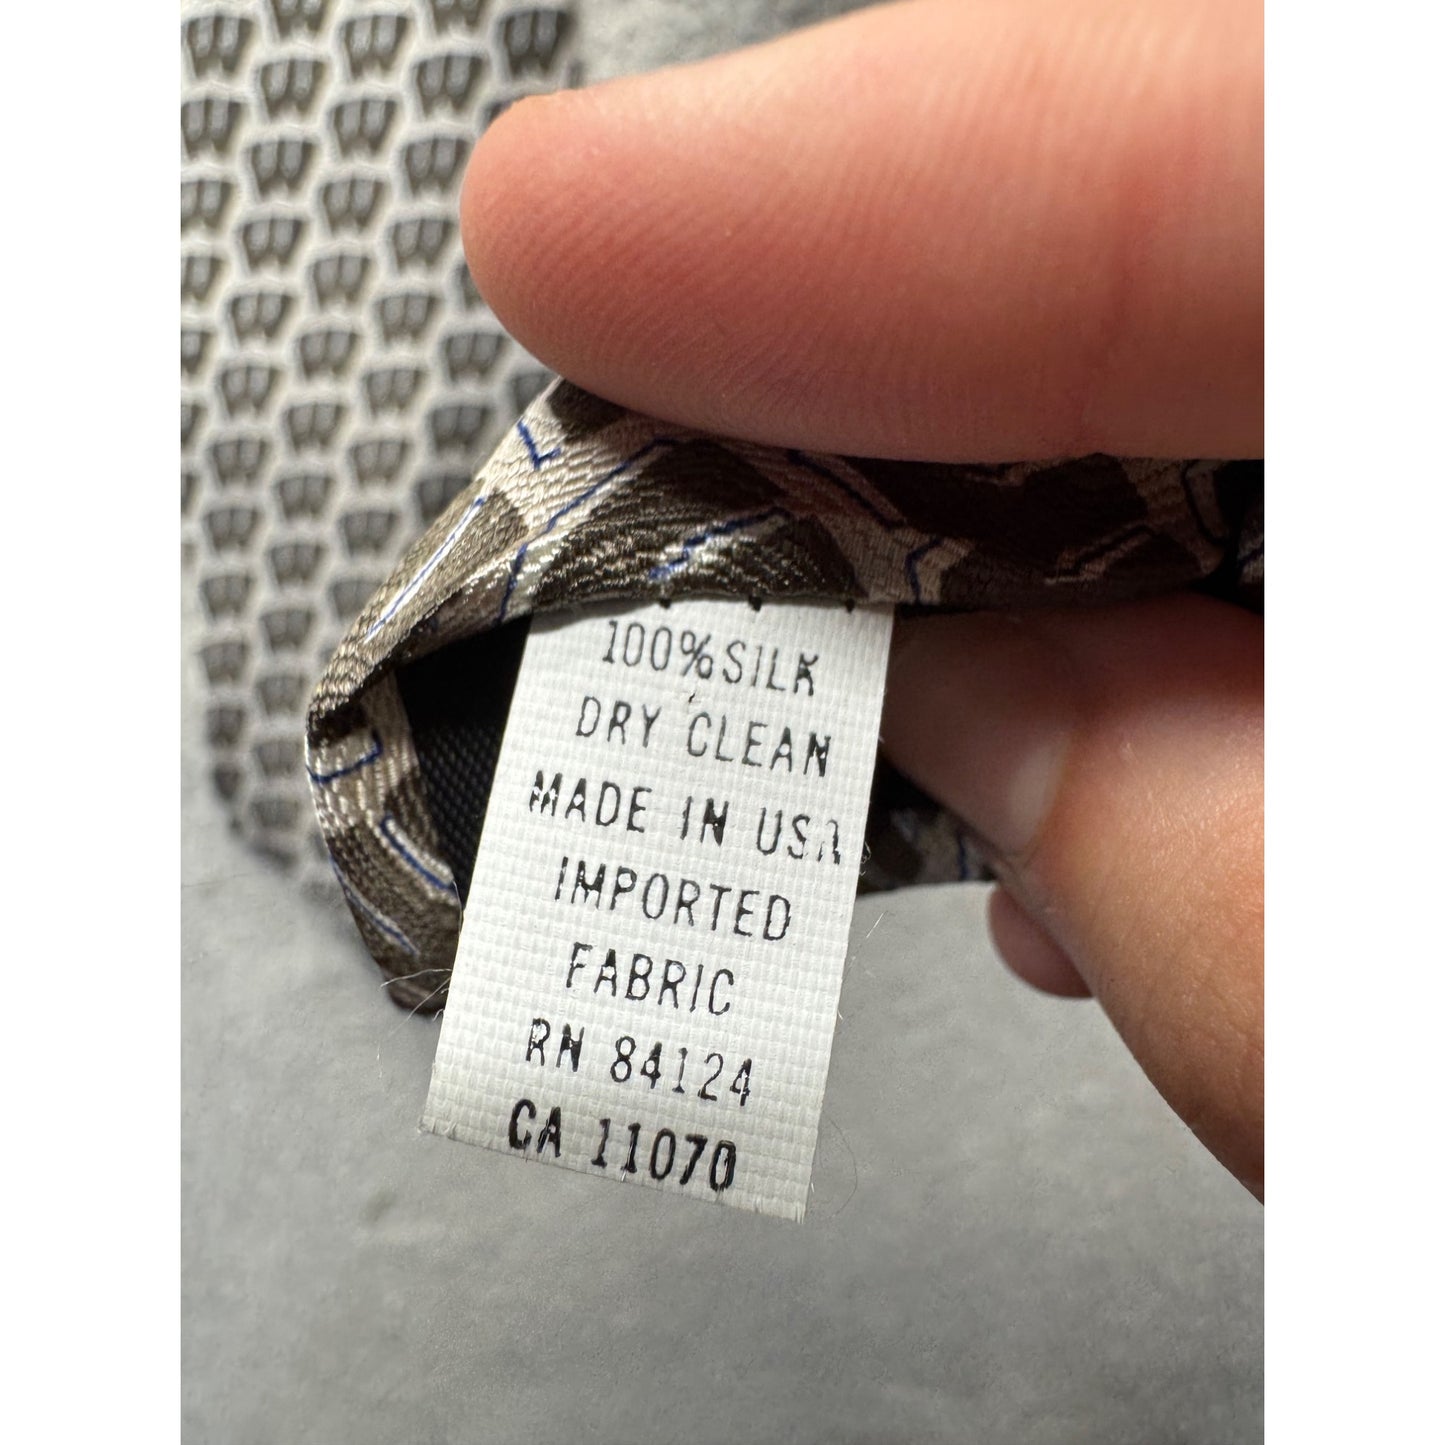 100% SILK
DRY CLEAN
MADE IN USA
IMPORTED
FABRIC
RN 84124
CA 11070